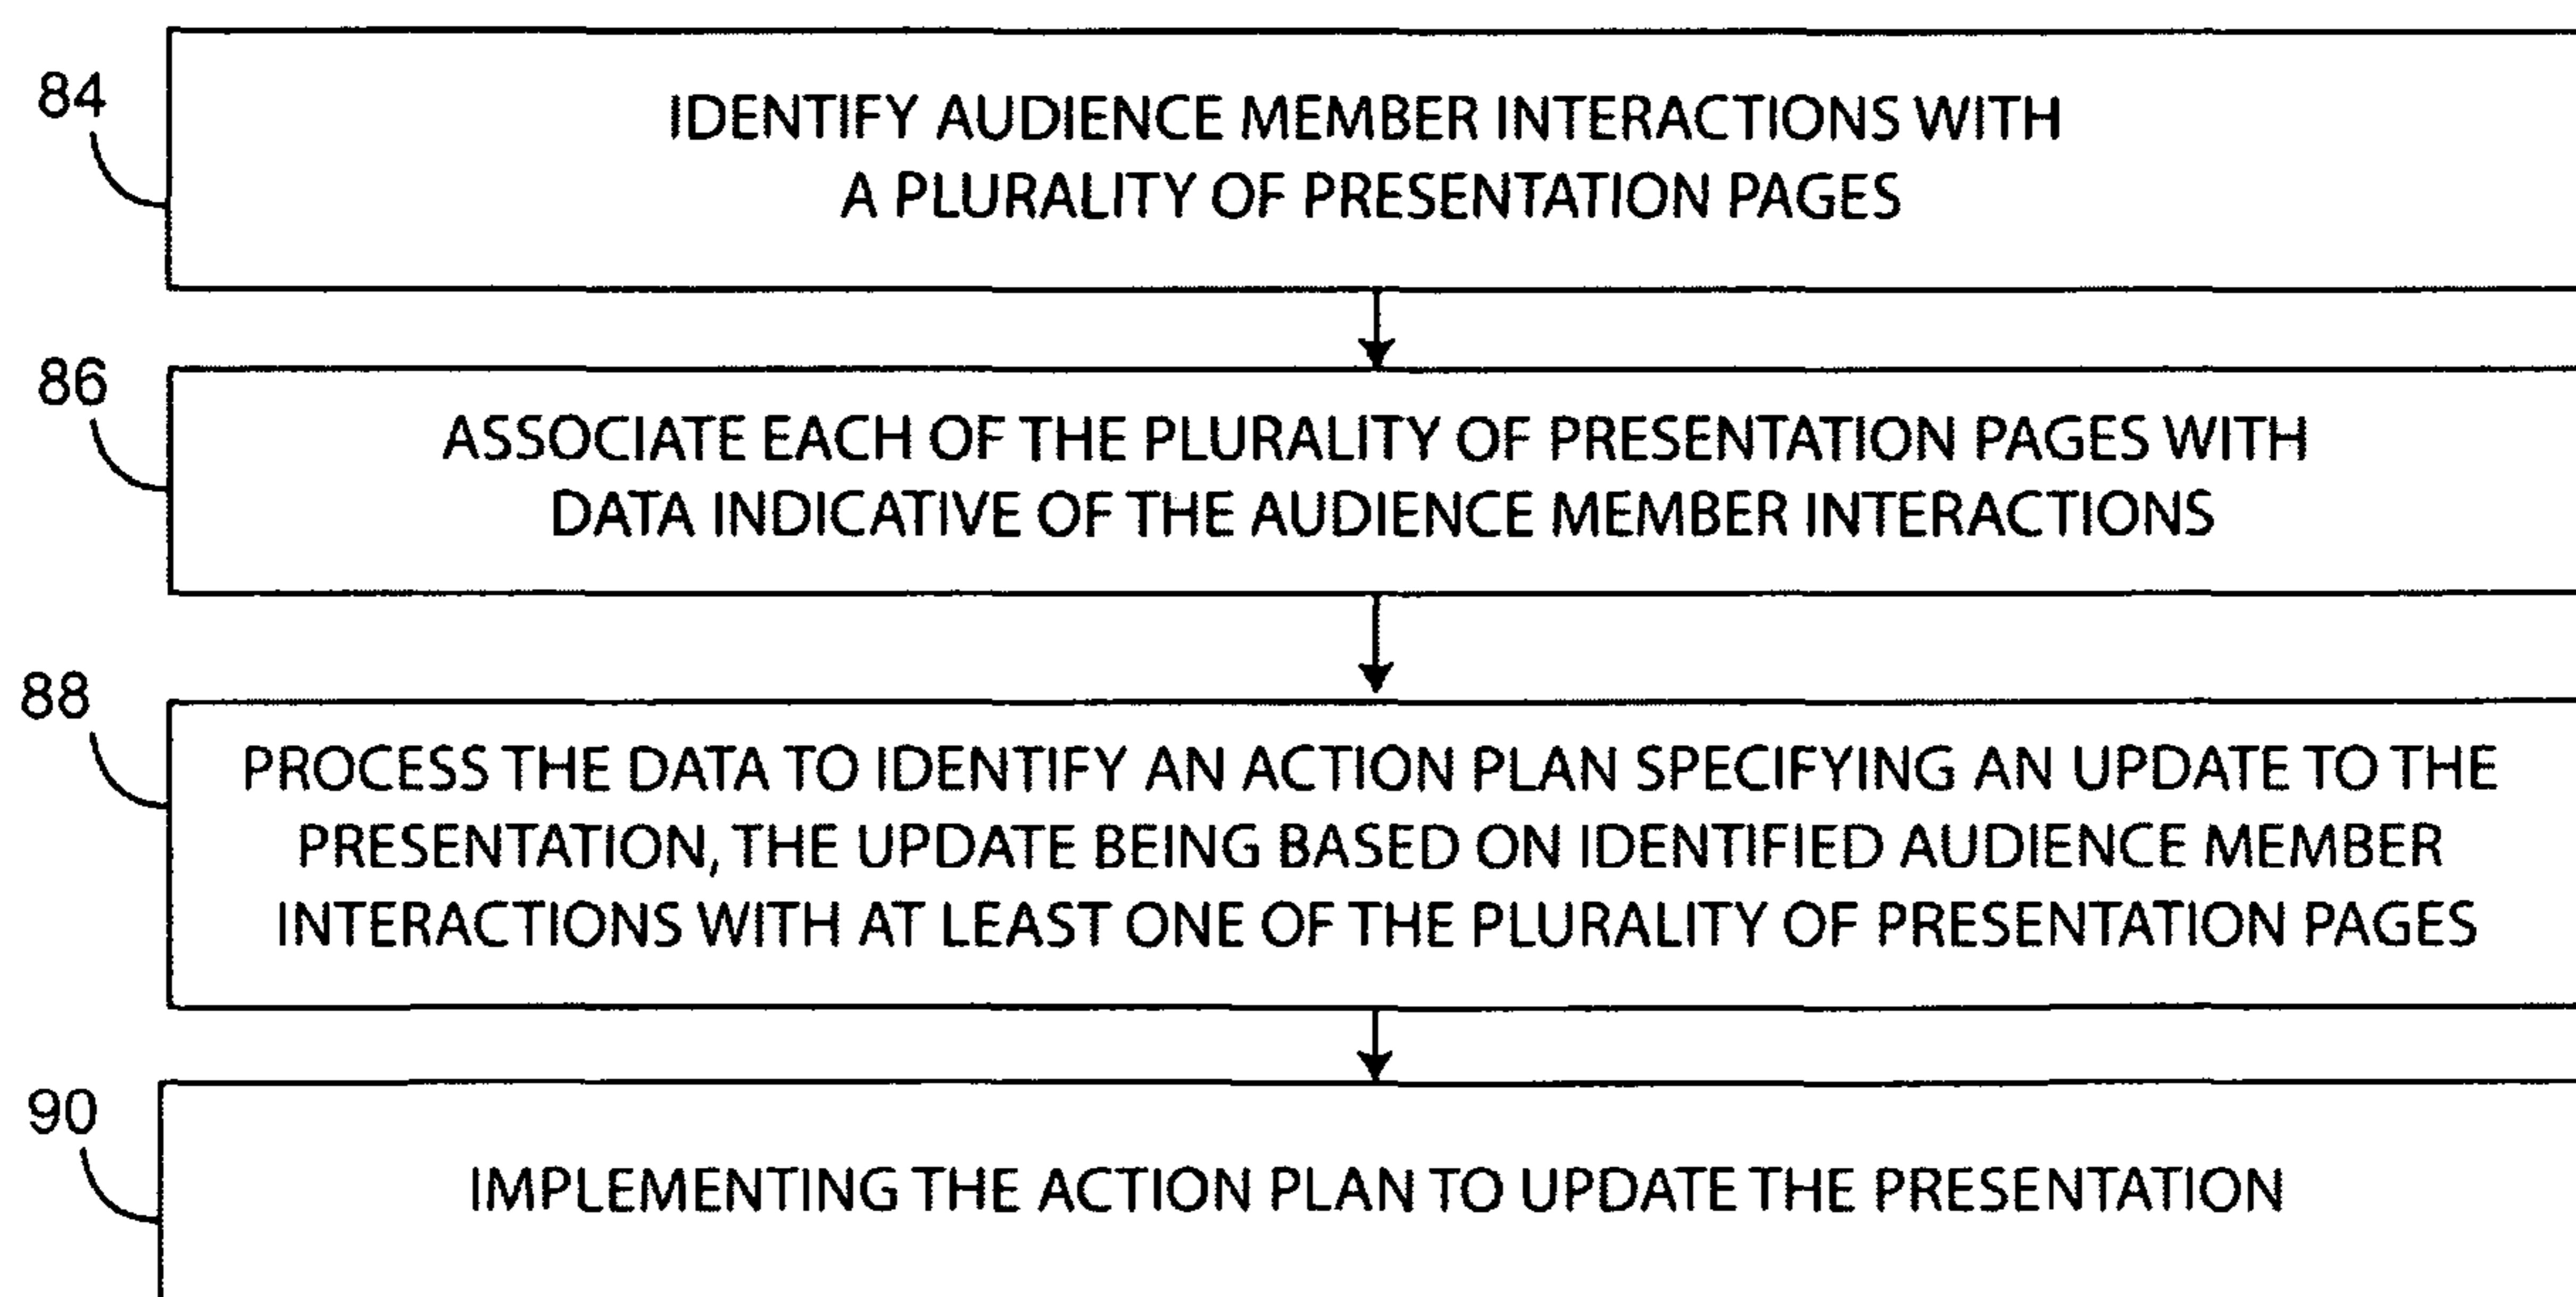 84
IDENTIFY AUDIENCE MEMBER INTERACTIONS WITH
A PLURALITY OF PRESENTATION PAGES
86
ASSOCIATE EACH OF THE PLURALITY OF PRESENTATION PAGES WITH
DATA INDICATIVE OF THE AUDIENCE MEMBER INTERACTIONS
88
PROCESS THE DATA TO IDENTIFY AN ACTION PLAN SPECIFYING AN UPDATE TO THE
PRESENTATION, THE UPDATE BEING BASED ON IDENTIFIED AUDIENCE MEMBER
INTERACTIONS WITH AT LEAST ONE OF THE PLURALITY OF PRESENTATION PAGES
90
IMPLEMENTING THE ACTION PLAN TO UPDATE THE PRESENTATION